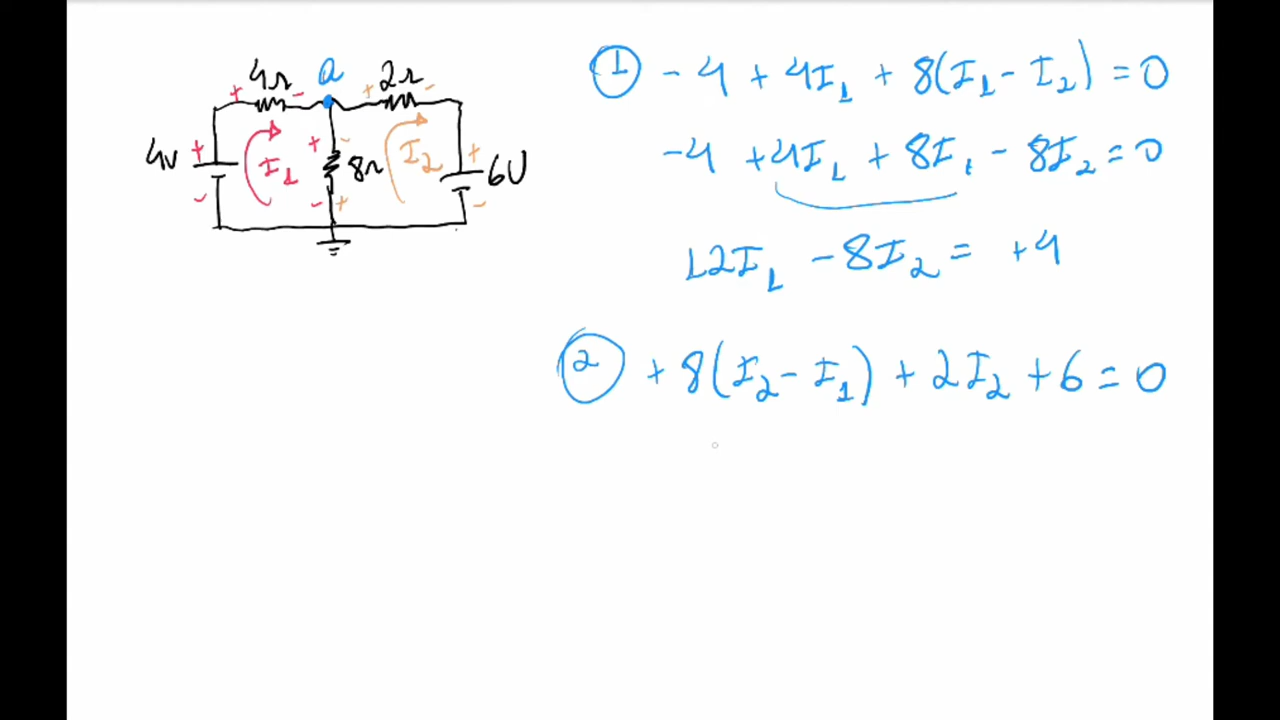 4Ω a 2Ω
+ - + -
4V + I₁ + - 8Ω I₂ + 6V
- - + -
① - 4 + 4I₁ + 8(I₁ - I₂) = 0
-4 + 4I₁ + 8I₁ - 8I₂ = 0
12I₁ - 8I₂ = +4
② + 8(I₂ - I₁) + 2I₂ + 6 = 0